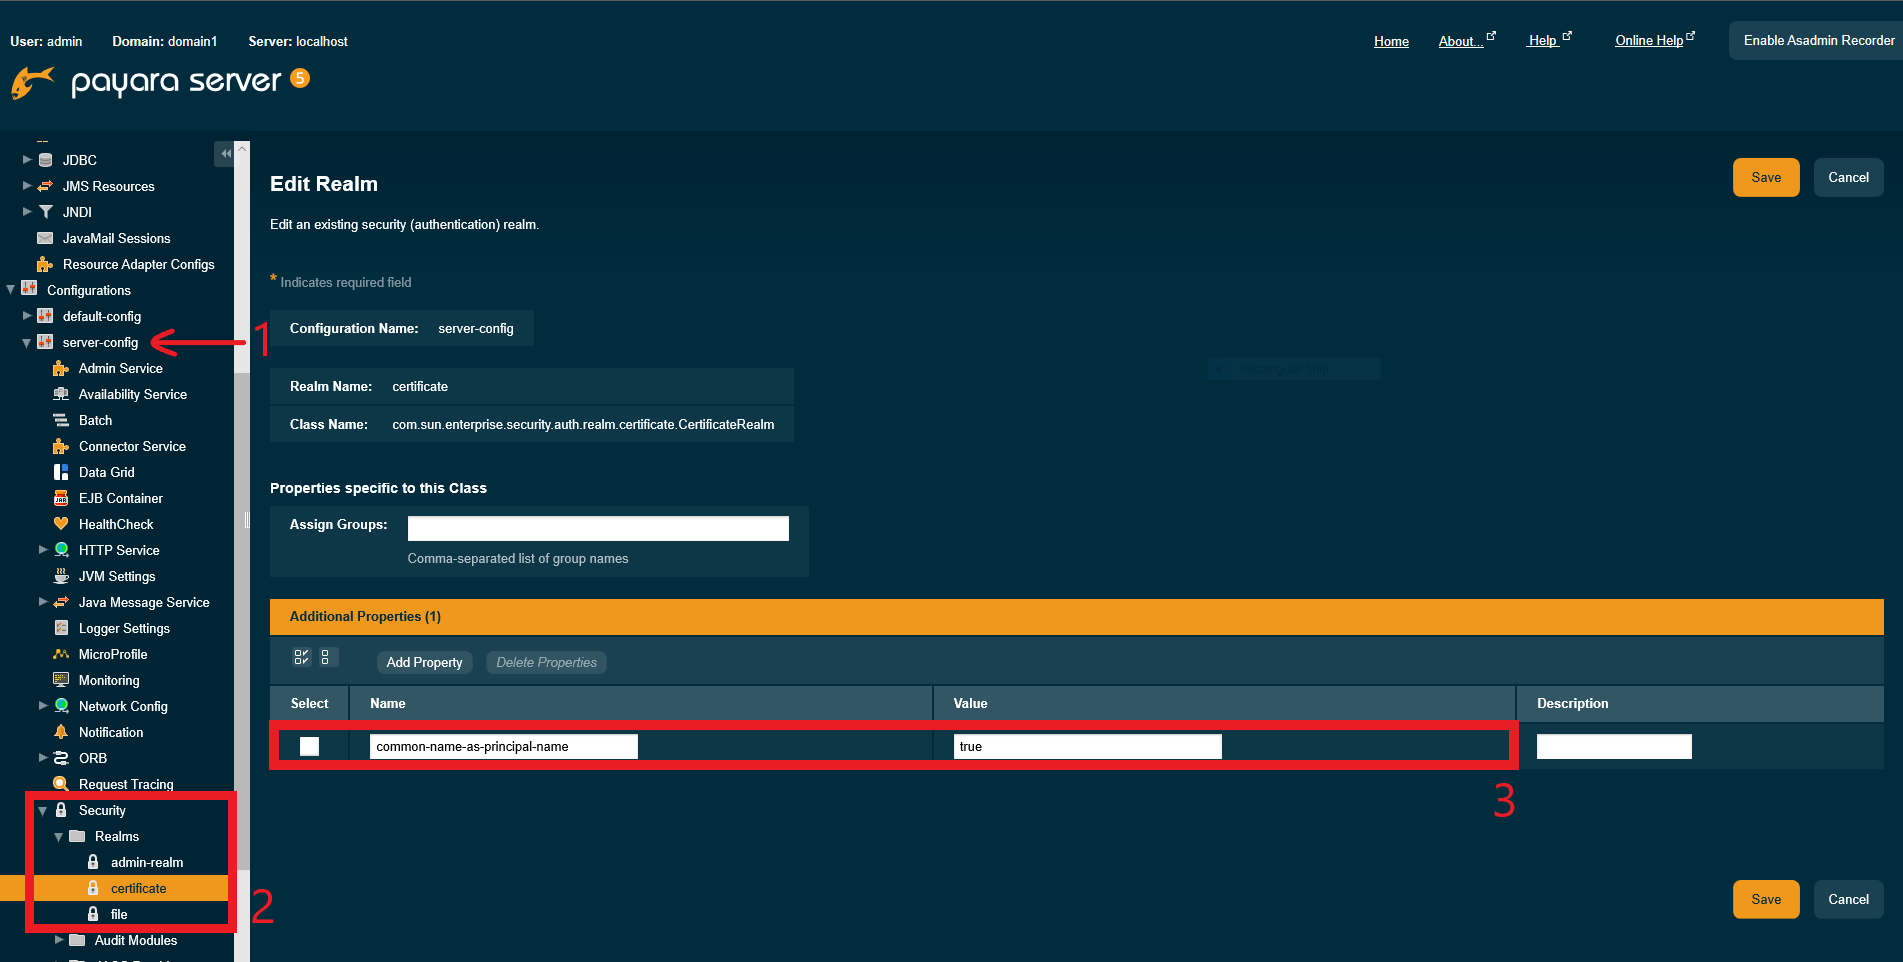 User: admin Domain: domain1 Server: localhost
Home About... Help Online Help Enable Asadmin Recorder
payara server 5
JDBC
JMS Resources
JNDI
JavaMail Sessions
Resource Adapter Configs
Configurations
default-config
server-config
Admin Service
Availability Service
Batch
Connector Service
Data Grid
EJB Container
HealthCheck
HTTP Service
JVM Settings
Java Message Service
Logger Settings
MicroProfile
Monitoring
Network Config
Notification
ORB
Request Tracing
Security
Realms
admin-realm
certificate
file
Audit Modules
1
2
Edit Realm
Save Cancel
Edit an existing security (authentication) realm.
* Indicates required field
Configuration Name: server-config
Rectangular Snip
Realm Name: certificate
Class Name: com.sun.enterprise.security.auth.realm.certificate.CertificateRealm
Properties specific to this Class
Assign Groups:
Comma-separated list of group names
Additional Properties (1)
Add Property Delete Properties
Select Name Value Description
common-name-as-principal-name true
3
Save Cancel